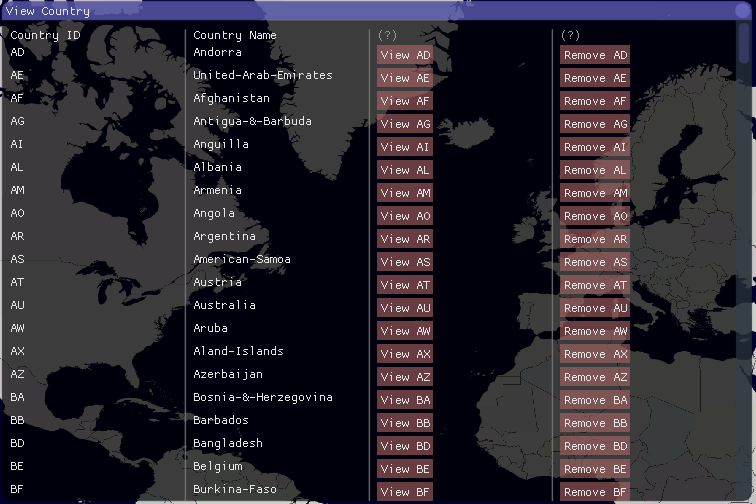 View Country
Country ID Country Name (?) (?)
AD Andorra View AD Remove AD
AE United-Arab-Emirates View AE Remove AE
AF Afghanistan View AF Remove AF
AG Antigua-&-Barbuda View AG Remove AG
AI Anguilla View AI Remove AI
AL Albania View AL Remove AL
AM Armenia View AM Remove AM
AO Angola View AO Remove AO
AR Argentina View AR Remove AR
AS American-Samoa View AS Remove AS
AT Austria View AT Remove AT
AU Australia View AU Remove AU
AW Aruba View AW Remove AW
AX Aland-Islands View AX Remove AX
AZ Azerbaijan View AZ Remove AZ
BA Bosnia-&-Herzegovina View BA Remove BA
BB Barbados View BB Remove BB
BD Bangladesh View BD Remove BD
BE Belgium View BE Remove BE
BF Burkina-Faso View BF Remove BF